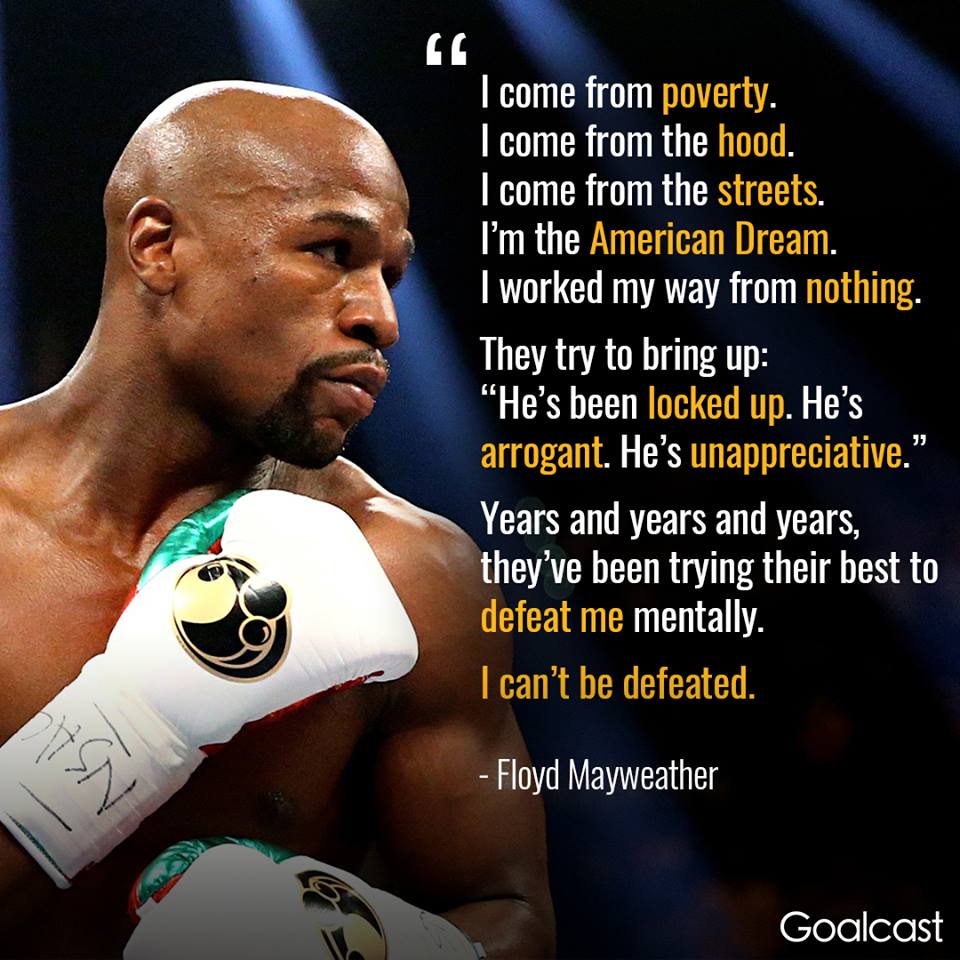 “
I come from poverty.
I come from the hood.
I come from the streets.
I’m the American Dream.
I worked my way from nothing.
They try to bring up:
“He’s been locked up. He’s
arrogant. He’s unappreciative.”
Years and years and years,
they’ve been trying their best to
defeat me mentally.
I can’t be defeated.
- Floyd Mayweather
Goalcast